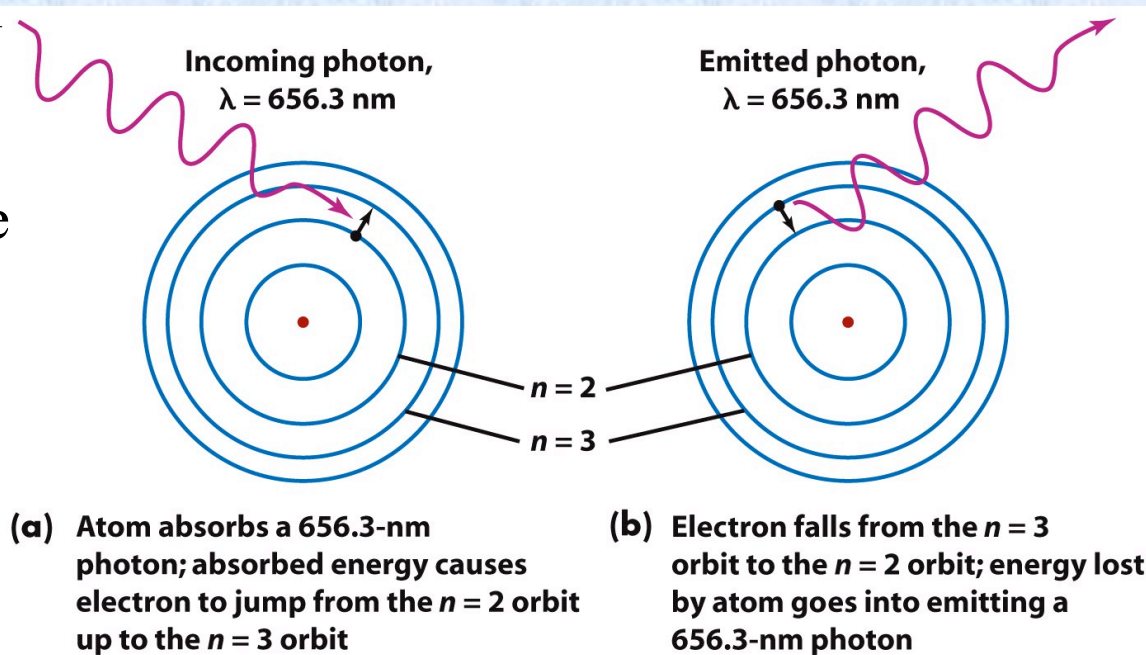 Incoming photon,
λ = 656.3 nm
Emitted photon,
λ = 656.3 nm
e
n = 2
n = 3
(a) Atom absorbs a 656.3-nm
photon; absorbed energy causes
electron to jump from the n = 2 orbit
up to the n = 3 orbit
(b) Electron falls from the n = 3
orbit to the n = 2 orbit; energy lost
by atom goes into emitting a
656.3-nm photon